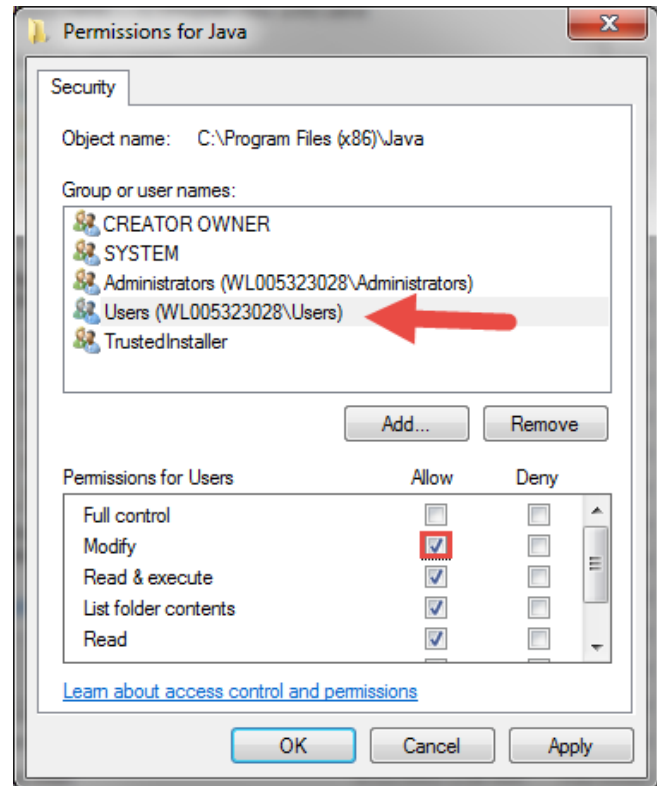 Permissions for Java
Security
Object name: C:\Program Files (x86)\Java
Group or user names:
CREATOR OWNER
SYSTEM
Administrators (WL005323028\Administrators)
Users (WL005323028\Users)
TrustedInstaller
Add... Remove
Permissions for Users Allow Deny
Full control
Modify
Read & execute
List folder contents
Read
Learn about access control and permissions
OK Cancel Apply